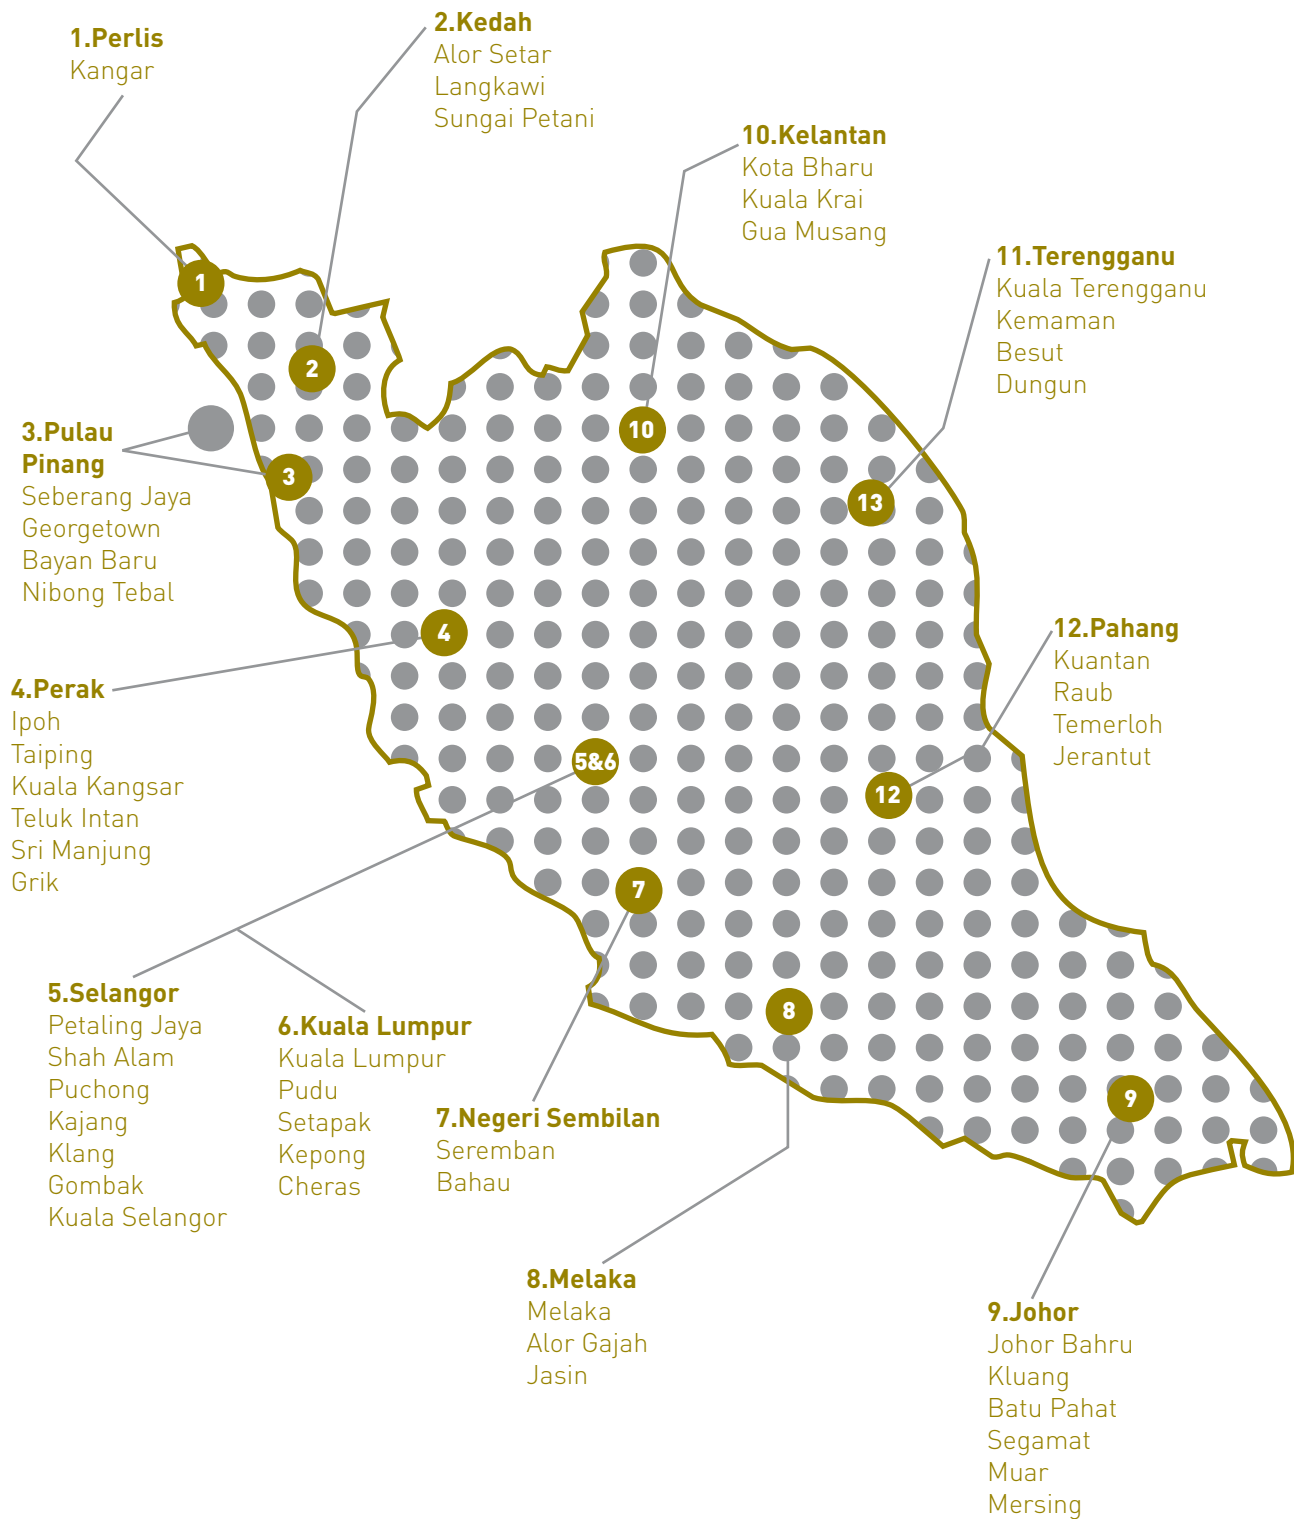 1.Perlis
Kangar
2.Kedah
Alor Setar
Langkawi
Sungai Petani
10.Kelantan
Kota Bharu
Kuala Krai
Gua Musang
11.Terengganu
Kuala Terengganu
Kemaman
Besut
Dungun
1
2
3.Pulau
Pinang
Seberang Jaya
Georgetown
Bayan Baru
Nibong Tebal
3
10
13
4
12.Pahang
Kuantan
Raub
Temerloh
Jerantut
4.Perak
Ipoh
Taiping
Kuala Kangsar
Teluk Intan
Sri Manjung
Grik
5&6
12
7
8
9
5.Selangor
Petaling Jaya
Shah Alam
Puchong
Kajang
Klang
Gombak
Kuala Selangor
6.Kuala Lumpur
Kuala Lumpur
Pudu
Setapak
Kepong
Cheras
7.Negeri Sembilan
Seremban
Bahau
8.Melaka
Melaka
Alor Gajah
Jasin
9.Johor
Johor Bahru
Kluang
Batu Pahat
Segamat
Muar
Mersing